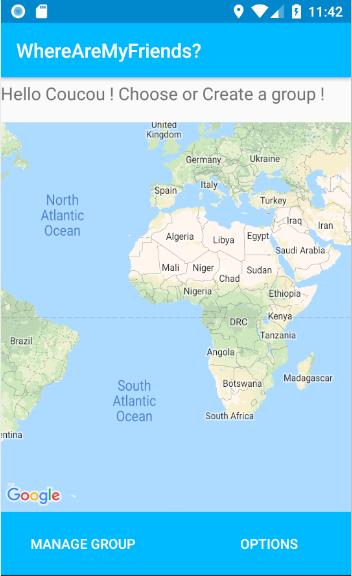 11:42
WhereAreMyFriends?
Hello Coucou ! Choose or Create a group !
United
Kingdom
Germany
Ukraine
Spain
Italy
Turkey
North
Atlantic
Ocean
Iraq
Iran
Algeria
Libya
Egypt
Saudi Arabia
Mali
Niger
Chad
Sudan
Nigeria
Ethiopia
DRC
Kenya
Tanzania
Brazil
Angola
Madagascar
Botswana
South
Atlantic
Ocean
South Africa
entina
Google
MANAGE GROUP
OPTIONS